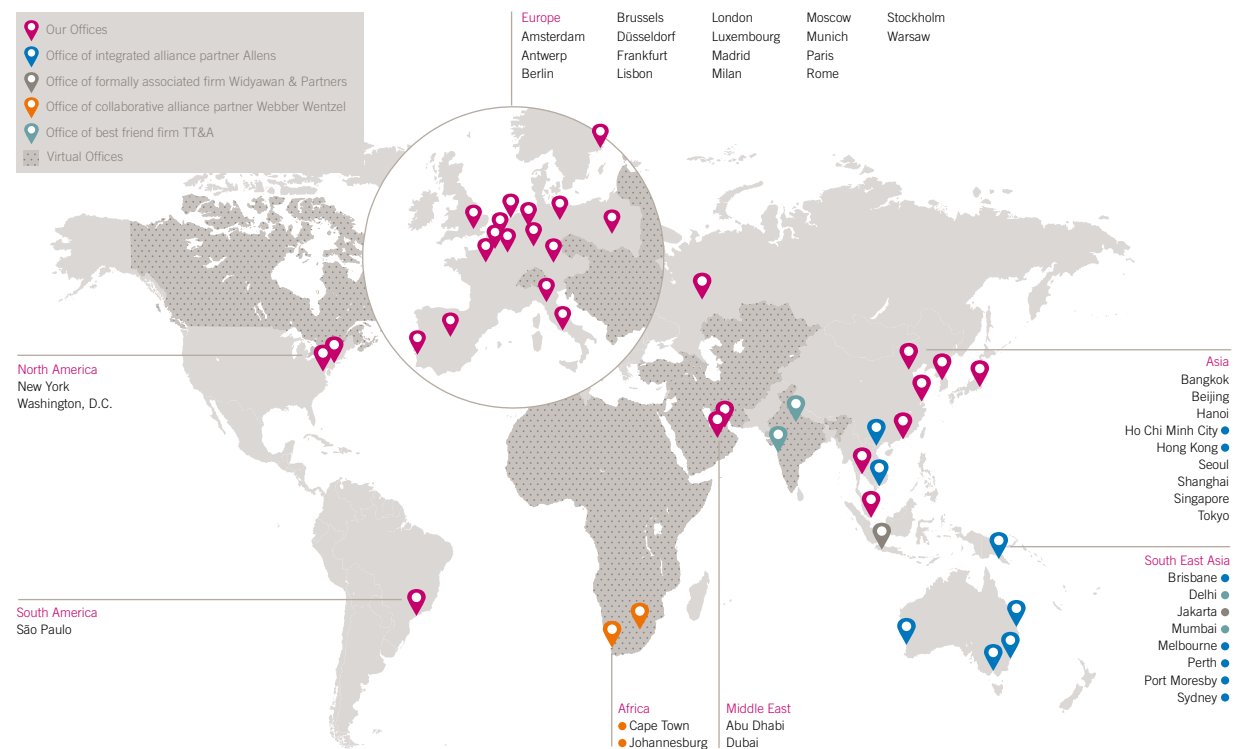 Our Offices
Office of integrated alliance partner Allens
Office of formally associated firm Widyawan & Partners
Office of collaborative alliance partner Webber Wentzel
Office of best friend firm TT&A
Virtual Offices
Europe
Amsterdam
Antwerp
Berlin
Brussels
Düsseldorf
Frankfurt
Lisbon
London
Luxembourg
Madrid
Milan
Moscow
Munich
Paris
Rome
Stockholm
Warsaw
North America
New York
Washington, D.C.
Asia
Bangkok
Beijing
Hanoi
Ho Chi Minh City
Hong Kong
Seoul
Shanghai
Singapore
Tokyo
South East Asia
Brisbane
Delhi
Jakarta
Mumbai
Melbourne
Perth
Port Moresby
Sydney
South America
São Paulo
Africa
Cape Town
Johannesburg
Middle East
Abu Dhabi
Dubai